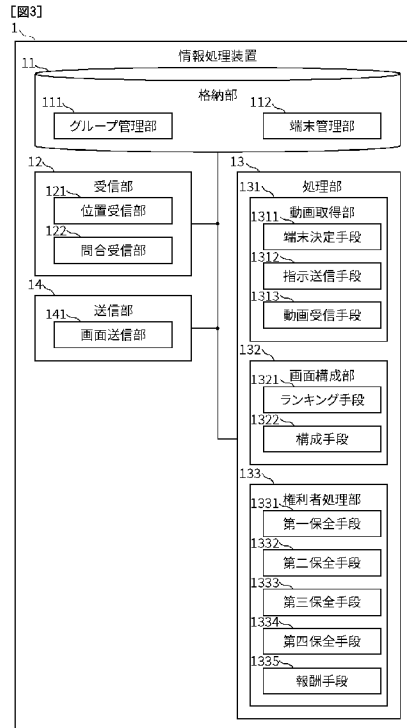 [図3]
1
情報処理装置
11
格納部
111
グループ管理部
112
端末管理部
12
受信部
121
位置受信部
122
問合受信部
14
送信部
141
画面送信部
13
処理部
131
動画取得部
1311
端末決定手段
1312
指示送信手段
1313
動画受信手段
132
画面構成部
1321
ランキング手段
1322
構成手段
133
権利者処理部
1331
第一保全手段
1332
第二保全手段
1333
第三保全手段
1334
第四保全手段
1335
報酬手段